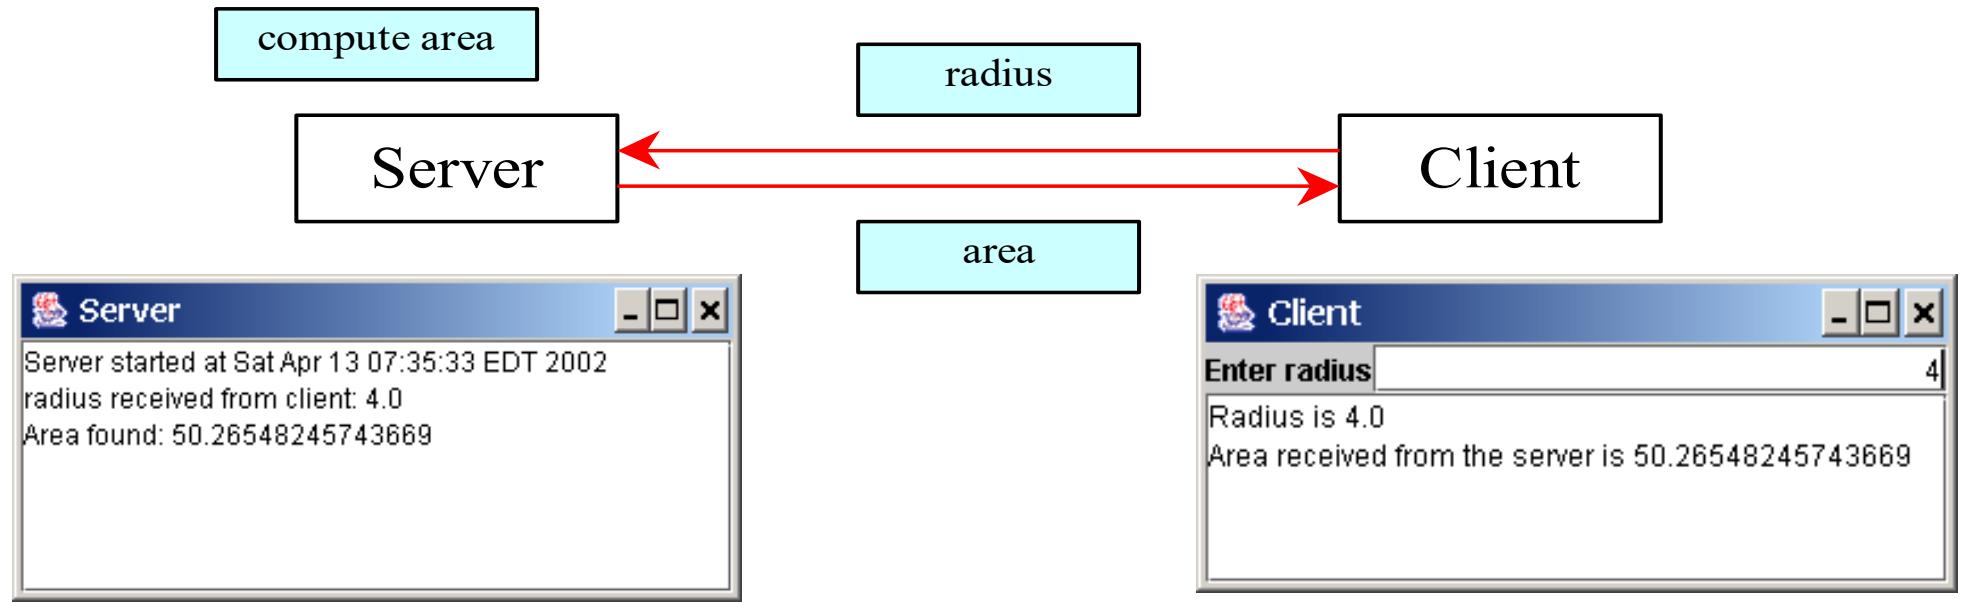 compute area
radius
Server
Client
area
Server
Server started at Sat Apr 13 07:35:33 EDT 2002
radius received from client: 4.0
Area found: 50.26548245743669
Client
Enter radius 4
Radius is 4.0
Area received from the server is 50.26548245743669